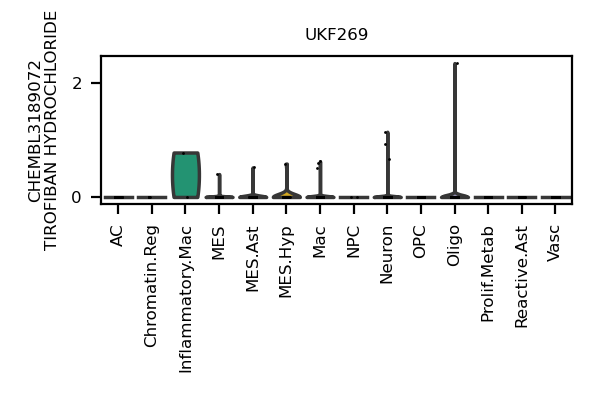 UKF269
CHEMBL3189072
TIROFIBAN HYDROCHLORIDE
2
0
AC
Chromatin.Reg
Inflammatory.Mac
MES
MES.Ast
MES.Hyp
Mac
NPC
Neuron
OPC
Oligo
Prolif.Metab
Reactive.Ast
Vasc